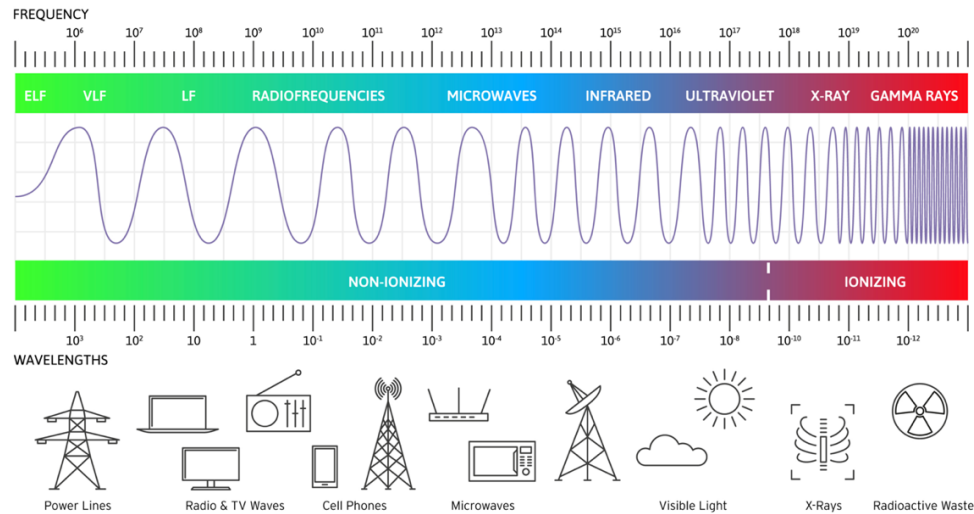 FREQUENCY
10⁶ 10⁷ 10⁸ 10⁹ 10¹⁰ 10¹¹ 10¹² 10¹³ 10¹⁴ 10¹⁵ 10¹⁶ 10¹⁷ 10¹⁸ 10¹⁹ 10²⁰
ELF VLF LF RADIOFREQUENCIES MICROWAVES INFRARED ULTRAVIOLET X-RAY GAMMA RAYS
NON-IONIZING IONIZING
10³ 10² 10 1 10⁻¹ 10⁻² 10⁻³ 10⁻⁴ 10⁻⁵ 10⁻⁶ 10⁻⁷ 10⁻⁸ 10⁻¹⁰ 10⁻¹¹ 10⁻¹²
WAVELENGTHS
Power Lines Radio & TV Waves Cell Phones Microwaves Visible Light X-Rays Radioactive Waste